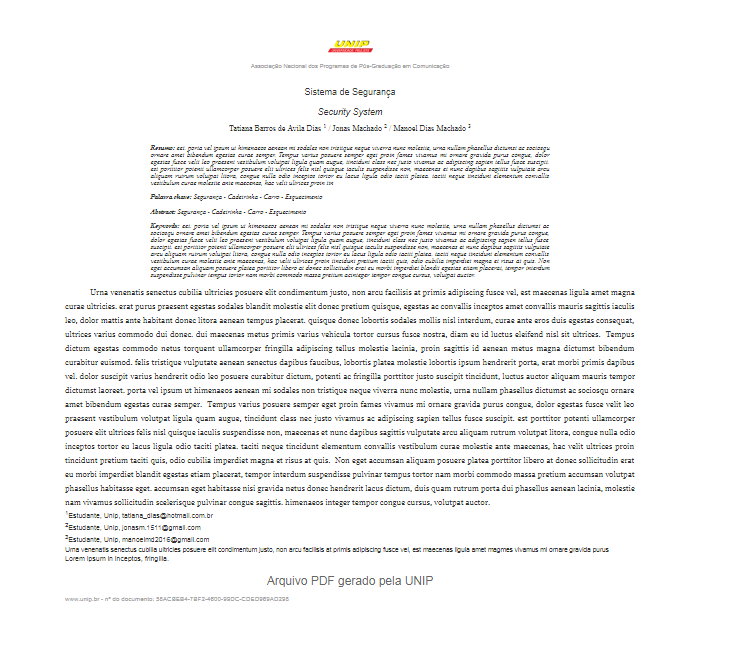 UNIP
Associação Nacional dos Programas de Pós-Graduação em Comunicação
Sistema de Segurança
Security System
Tatiana Barros de Avila Dias 1 / Jonas Machado 2 / Manoel Dias Machado 3
Resumo: est. porta vel ipsum ut himenaeos aenean mi sodales non tristique neque viverra nunc molestie, urna nullam phasellus dictumst ac sociosqu
ornare amet bibendum egestas curae semper. Tempus varius posuere semper eget proin fames vivamus mi ornare gravida purus congue, dolor
egestas fusce velit leo praesent vestibulum volutpat ligula quam augue, tincidunt class nec justo vivamus ac adipiscing sapien tellus fusce suscipit.
est porttitor potenti ullamcorper posuere elit ultrices felis nisl quisque iaculis suspendisse non, maecenas et nunc dapibus sagittis vulputate arcu
aliquam rutrum volutpat litora, congue nulla odio inceptos tortor eu lacus ligula odio taciti platea. taciti neque tincidunt elementum convallis
vestibulum curae molestie ante maecenas, hac velit ultrices proin tin
Palavra chave: Segurança - Cadeirinha - Carro - Esquecimento
Abstract: Segurança - Cadeirinha - Carro - Esquecimento
Keywords: est. porta vel ipsum ut himenaeos aenean mi sodales non tristique neque viverra nunc molestie, urna nullam phasellus dictumst ac
sociosqu ornare amet bibendum egestas curae semper. Tempus varius posuere semper eget proin fames vivamus mi ornare gravida purus congue,
dolor egestas fusce velit leo praesent vestibulum volutpat ligula quam augue, tincidunt class nec justo vivamus ac adipiscing sapien tellus fusce
suscipit. est porttitor potenti ullamcorper posuere elit ultrices felis nisl quisque iaculis suspendisse non, maecenas et nunc dapibus sagittis vulputate
arcu aliquam rutrum volutpat litora, congue nulla odio inceptos tortor eu lacus ligula odio taciti platea. taciti neque tincidunt elementum convallis
vestibulum curae molestie ante maecenas, hac velit ultrices proin tincidunt pretium taciti quis, odio cubilia imperdiet magna et risus at quis. Non
eget accumsan aliquam posuere platea porttitor libero at donec sollicitudin erat eu morbi imperdiet blandit egestas etiam placerat, tempor interdum
suspendisse pulvinar tempus tortor nam morbi commodo massa pretium aeninteger tempor congue cursus, volutpat auctor.
Urna venenatis senectus cubilia ultricies posuere elit condimentum justo, non arcu facilisis at primis adipiscing fusce vel, est maecenas ligula amet magna
curae ultricies. erat purus praesent egestas sodales blandit molestie elit donec pretium quisque, egestas ac convallis inceptos amet convallis mauris sagittis iaculis
leo, dolor mattis ante habitant donec litora aenean tempus placerat. quisque donec lobortis sodales mollis nisi interdum, curae ante eros duis egestas consequat,
ultrices varius commodo dui donec. dui maecenas metus primis varius vehicula tortor cursus fusce nostra, diam eu id luctus eleifend nisl sit ultrices. Tempus
dictum egestas commodo netus torquent ullamcorper fringilla adipiscing tellus molestie lacinia, proin sagittis id aenean metus magna dictumst bibendum
curabitur euismod. felis tristique vulputate aenean senectus dapibus faucibus, lobortis platea molestie lobortis ipsum hendrerit porta, erat morbi primis dapibus
vel. dolor suscipit varius hendrerit odio leo posuere curabitur dictum, potenti ac fringilla porttitor justo suscipit tincidunt, luctus auctor aliquam mauris tempor
dictumst laoreet. porta vel ipsum ut himenaeos aenean mi sodales non tristique neque viverra nunc molestie, urna nullam phasellus dictumst ac sociosqu ornare
amet bibendum egestas curae semper. Tempus varius posuere semper eget proin fames vivamus mi ornare gravida purus congue, dolor egestas fusce velit leo
praesent vestibulum volutpat ligula quam augue, tincidunt class nec justo vivamus ac adipiscing sapien tellus fusce suscipit. est porttitor potenti ullamcorper
posuere elit ultrices felis nisl quisque iaculis suspendisse non, maecenas et nunc dapibus sagittis vulputate arcu aliquam rutrum volutpat litora, congue nulla odio
inceptos tortor eu lacus ligula odio taciti platea. taciti neque tincidunt elementum convallis vestibulum curae molestie ante maecenas, hac velit ultrices proin
tincidunt pretium taciti quis, odio cubilia imperdiet magna et risus at quis. Non eget accumsan aliquam posuere platea porttitor libero at donec sollicitudin erat
eu morbi imperdiet blandit egestas etiam placerat, tempor interdum suspendisse pulvinar tempus tortor nam morbi commodo massa pretium accumsan volutpat
phasellus habitasse eget. accumsan eget habitasse nisi gravida netus donec hendrerit lacus dictum, duis quam rutrum porta dui phasellus aenean lacinia, molestie
nam vivamus sollicitudin scelerisque pulvinar congue sagittis. himenaeos integer tempor congue cursus, volutpat auctor.
1Estudante, Unip, tatiana_dias@hotmail.com.br
2Estudante, Unip, jonasm.1511@gmail.com
3Estudante, Unip, manoelmd2016@gmail.com
Urna venenatis senectus cubilia ultricies posuere elit condimentum justo, non arcu facilisis at primis adipiscing fusce vel, est maecenas ligula amet magmes vivamus mi ornare gravida purus
Lorem ipsum in inceptos, fringilla.
Arquivo PDF gerado pela UNIP
www.unip.br - nº do documento: